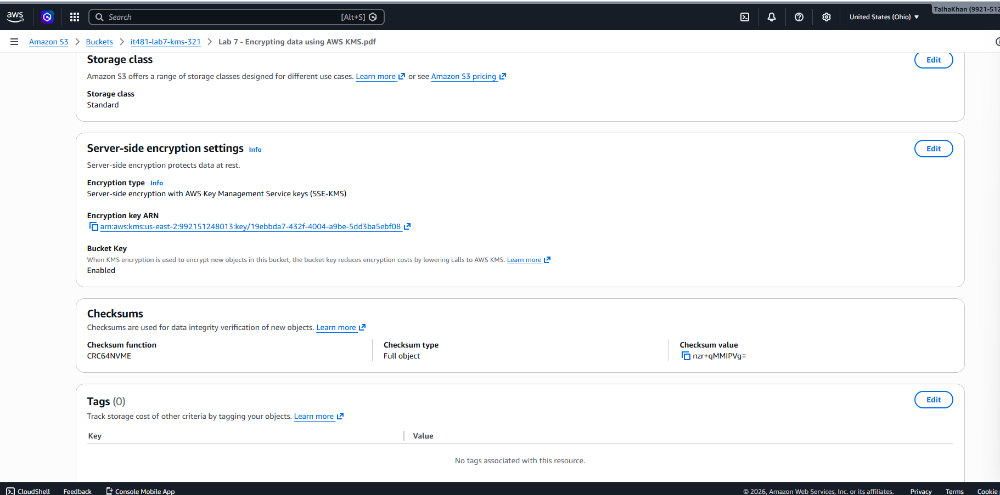 TalhaKhan (9921-512
aws
Search [Alt+S]
United States (Ohio)
Amazon S3 > Buckets > it481-lab7-kms-321 > Lab 7 - Encrypting data using AWS KMS.pdf
Storage class
Edit
Amazon S3 offers a range of storage classes designed for different use cases. Learn more or see Amazon S3 pricing
Storage class
Standard
Server-side encryption settings Info
Edit
Server-side encryption protects data at rest.
Encryption type Info
Server-side encryption with AWS Key Management Service keys (SSE-KMS)
Encryption key ARN
arn:aws:kms:us-east-2:992151248013:key/19ebbda7-432f-4004-a9be-5dd3ba5ebf08
Bucket Key
When KMS encryption is used to encrypt new objects in this bucket, the bucket key reduces encryption costs by lowering calls to AWS KMS. Learn more
Enabled
Checksums
Checksums are used for data integrity verification of new objects. Learn more
Checksum function
CRC64NVME
Checksum type
Full object
Checksum value
nzr+qMMIPVg=
Tags (0)
Edit
Track storage cost of other criteria by tagging your objects. Learn more
Key Value
No tags associated with this resource.
CloudShell Feedback Console Mobile App © 2026, Amazon Web Services, Inc. or its affiliates. Privacy Terms Cookie